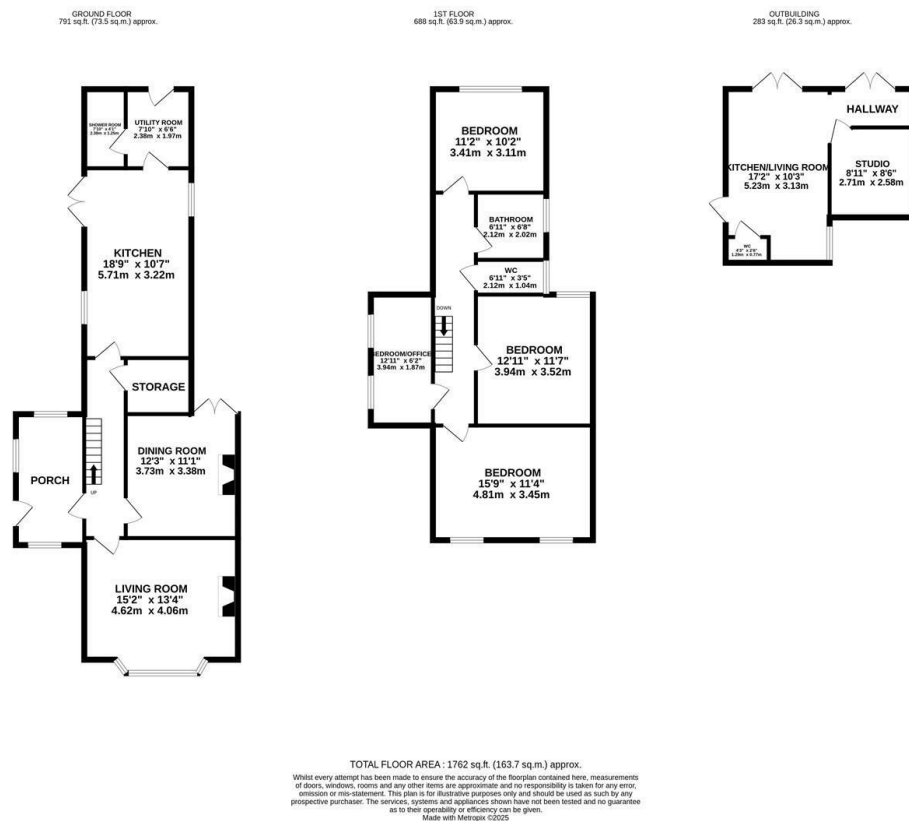 GROUND FLOOR
791 sq.ft. (73.5 sq.m.) approx.
1ST FLOOR
688 sq.ft. (63.9 sq.m.) approx.
OUTBUILDING
283 sq.ft. (26.3 sq.m.) approx.
SHOWER ROOM
UTILITY ROOM
7'10" x 6'6"
2.38m x 1.97m
KITCHEN
18'9" x 10'7"
5.71m x 3.22m
STORAGE
DINING ROOM
12'3" x 11'1"
3.73m x 3.38m
PORCH
UP
LIVING ROOM
15'2" x 13'4"
4.62m x 4.06m
BEDROOM
11'2" x 10'2"
3.41m x 3.11m
BATHROOM
6'11" x 6'8"
2.12m x 2.02m
WC
6'11" x 3'5"
2.12m x 1.04m
DOWN
BEDROOM/OFFICE
12'11" x 6'2"
3.94m x 1.87m
BEDROOM
12'11" x 11'7"
3.94m x 3.52m
BEDROOM
15'9" x 11'4"
4.81m x 3.45m
HALLWAY
KITCHEN/LIVING ROOM
17'2" x 10'3"
5.23m x 3.13m
STUDIO
8'11" x 8'6"
2.71m x 2.58m
WC
TOTAL FLOOR AREA : 1762 sq.ft. (163.7 sq.m.) approx.
Whilst every attempt has been made to ensure the accuracy of the floorplan contained here, measurements
of doors, windows, rooms and any other items are approximate and no responsibility is taken for any error,
omission or mis-statement. This plan is for illustrative purposes only and should be used as such by any
prospective purchaser. The services, systems and appliances shown have not been tested and no guarantee
as to their operability or efficiency can be given.
Made with Metropix ©2025